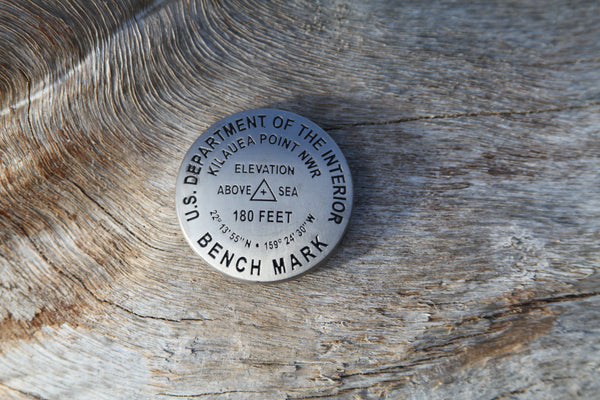 U.S. DEPARTMENT OF THE INTERIOR
KILAUEA POINT NWR
ELEVATION
ABOVE SEA
180 FEET
22° 13' 55"N • 159° 24' 30"W
BENCH MARK